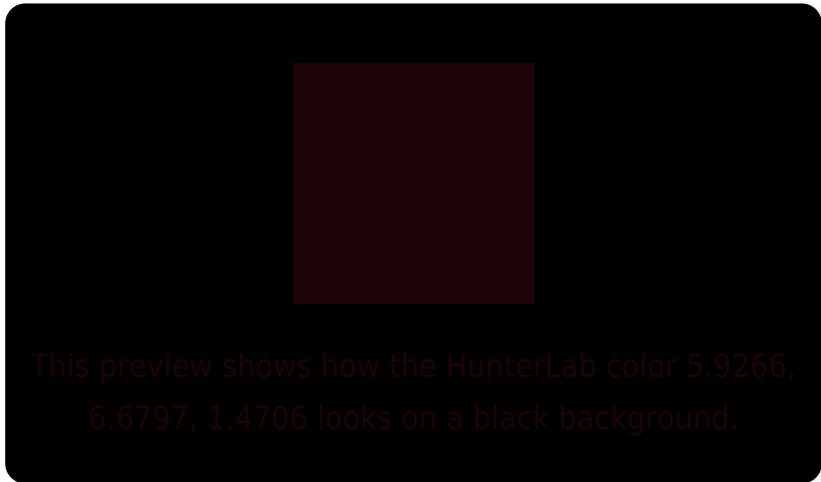 This preview shows how the HunterLab color 5.9266,
6.6797, 1.4706 looks on a black background.